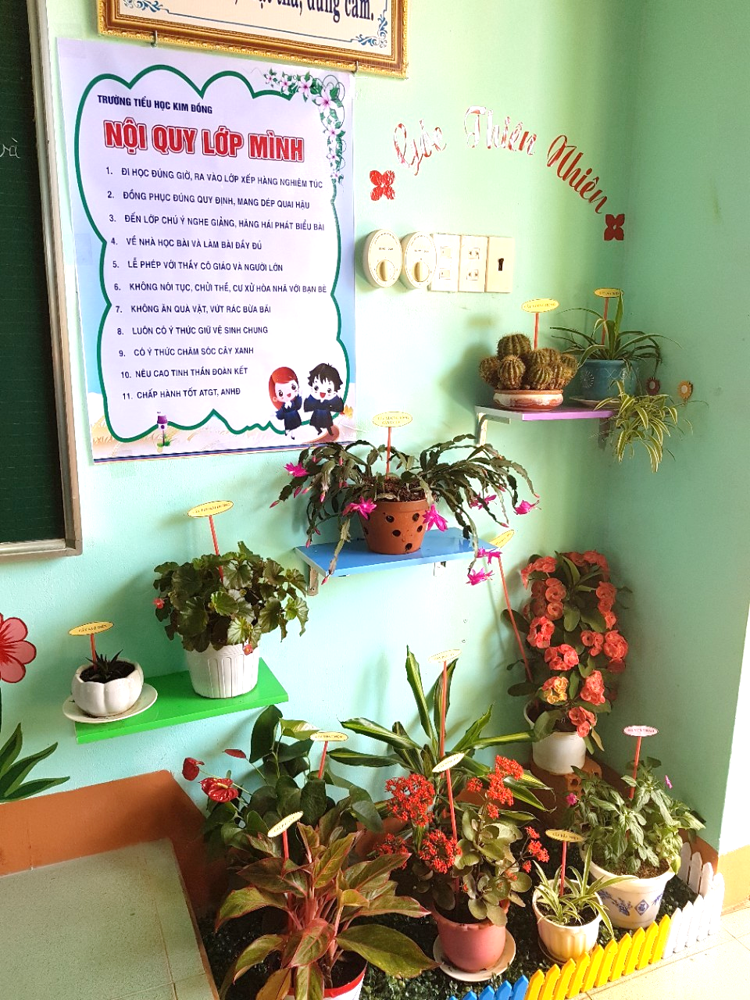 dũng cảm.
và
TRƯỜNG TIỂU HỌC KIM ĐỒNG
NỘI QUY LỚP MÌNH
1. ĐI HỌC ĐÚNG GIỜ, RA VÀO LỚP XẾP HÀNG NGHIÊM TÚC
2. ĐỒNG PHỤC ĐÚNG QUY ĐỊNH, MANG DÉP QUAI HẬU
3. ĐẾN LỚP CHÚ Ý NGHE GIẢNG, HĂNG HÁI PHÁT BIỂU BÀI
4. VỀ NHÀ HỌC BÀI VÀ LÀM BÀI ĐẦY ĐỦ
5. LỄ PHÉP VỚI THẦY CÔ GIÁO VÀ NGƯỜI LỚN
6. KHÔNG NÓI TỤC, CHỬI THỀ, CƯ XỬ HÒA NHÃ VỚI BẠN BÈ
7. KHÔNG ĂN QUÀ VẶT, VỨT RÁC BỪA BÃI
8. LUÔN CÓ Ý THỨC GIỮ VỆ SINH CHUNG
9. CÓ Ý THỨC CHĂM SÓC CÂY XANH
10. NÊU CAO TINH THẦN ĐOÀN KẾT
11. CHẤP HÀNH TỐT ATGT, ANHĐ
Góc Thiên Nhiên